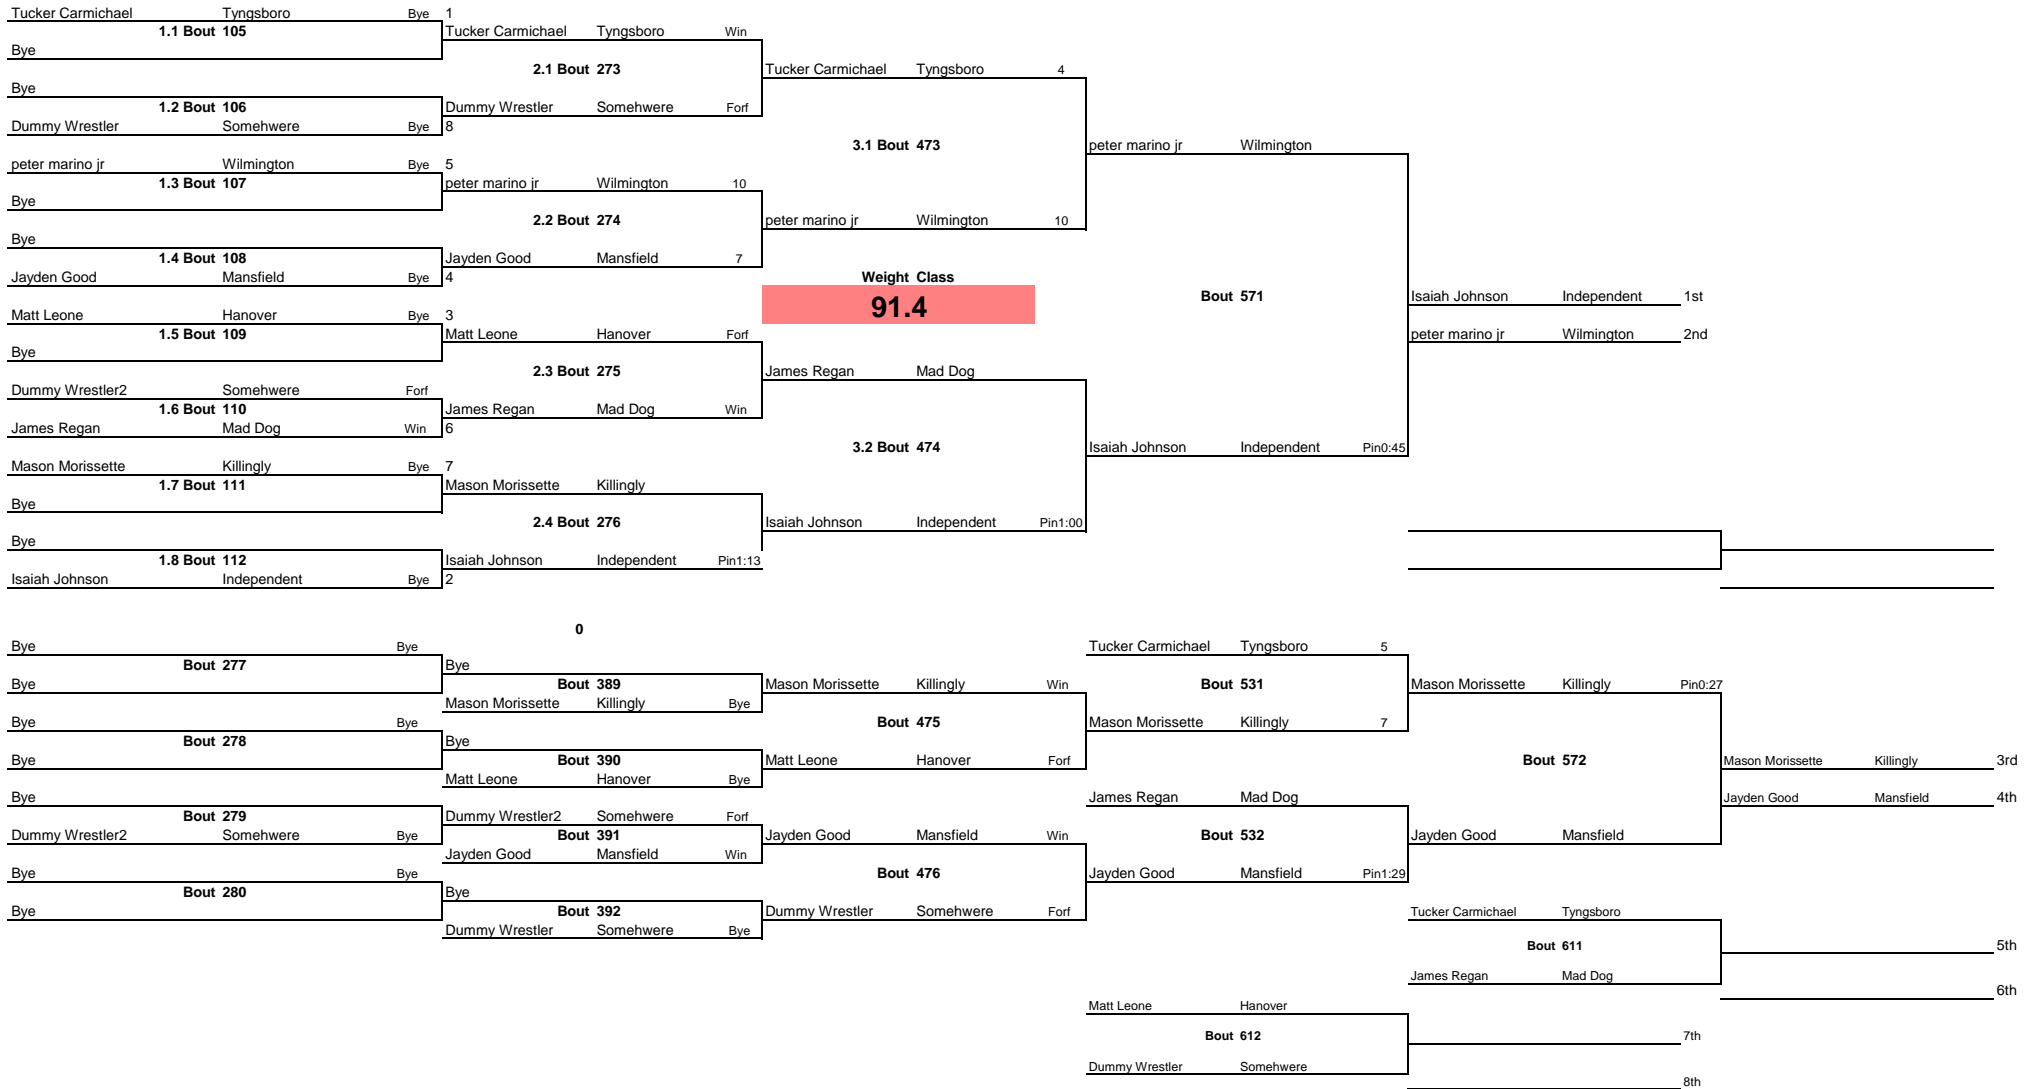 Tucker Carmichael Tyngsboro Bye 1
1.1 Bout 105 Tucker Carmichael Tyngsboro Win
Bye
2.1 Bout 273 Tucker Carmichael Tyngsboro 4
Bye
1.2 Bout 106 Dummy Wrestler Somehwere Forf
Dummy Wrestler Somehwere Bye 8
3.1 Bout 473 peter marino jr Wilmington
peter marino jr Wilmington Bye 5
1.3 Bout 107 peter marino jr Wilmington 10
Bye
2.2 Bout 274 peter marino jr Wilmington 10
Bye
1.4 Bout 108 Jayden Good Mansfield 7
Jayden Good Mansfield Bye 4 Weight Class
91.4 Bout 571 Isaiah Johnson Independent 1st
Matt Leone Hanover Bye 3
1.5 Bout 109 Matt Leone Hanover Forf peter marino jr Wilmington 2nd
Bye
2.3 Bout 275 James Regan Mad Dog
Dummy Wrestler2 Somehwere Forf
1.6 Bout 110 James Regan Mad Dog Win
James Regan Mad Dog Win 6
3.2 Bout 474 Isaiah Johnson Independent Pin0:45
Mason Morissette Killingly Bye 7
1.7 Bout 111 Mason Morissette Killingly
Bye
2.4 Bout 276 Isaiah Johnson Independent Pin1:00
Bye
1.8 Bout 112 Isaiah Johnson Independent Pin1:13
Isaiah Johnson Independent Bye 2
0
Bye Bye Tucker Carmichael Tyngsboro 5
Bout 277 Bye
Bye Bout 389 Mason Morissette Killingly Win Bout 531 Mason Morissette Killingly Pin0:27
Mason Morissette Killingly Bye
Bye Bye Bout 475 Mason Morissette Killingly 7
Bout 278 Bye
Bye Bout 390 Matt Leone Hanover Forf Bout 572 Mason Morissette Killingly 3rd
Matt Leone Hanover Bye
Bye James Regan Mad Dog Jayden Good Mansfield 4th
Bout 279 Dummy Wrestler2 Somehwere Forf
Dummy Wrestler2 Somehwere Bye Bout 391 Jayden Good Mansfield Win Bout 532 Jayden Good Mansfield
Jayden Good Mansfield Win
Bye Bye Bout 476 Jayden Good Mansfield Pin1:29
Bout 280 Bye
Bye Bout 392 Dummy Wrestler Somehwere Forf Tucker Carmichael Tyngsboro
Dummy Wrestler Somehwere Bye
Bout 611 5th
James Regan Mad Dog
6th
Matt Leone Hanover
Bout 612 7th
Dummy Wrestler Somehwere
8th